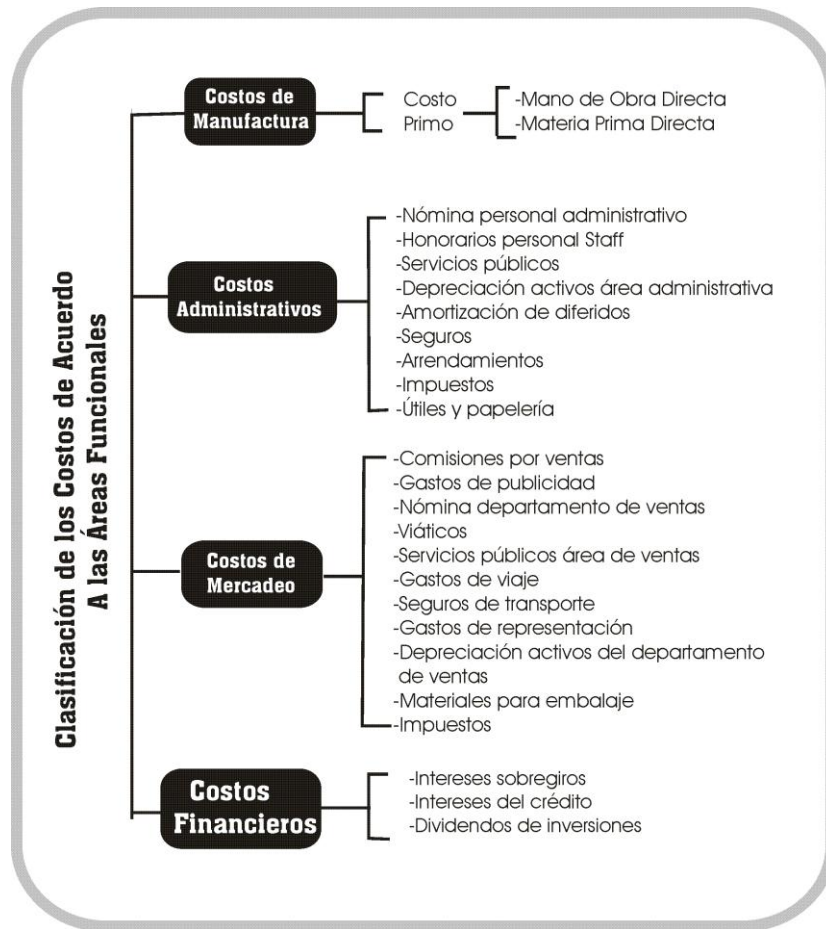 Clasificación de los Costos de Acuerdo
A las Áreas Funcionales
Costos de
Manufactura
Costo
Primo
-Mano de Obra Directa
-Materia Prima Directa
Costos
Administrativos
-Nómina personal administrativo
-Honorarios personal Staff
-Servicios públicos
-Depreciación activos área administrativa
-Amortización de diferidos
-Seguros
-Arrendamientos
-Impuestos
-Útiles y papelería
Costos de
Mercadeo
-Comisiones por ventas
-Gastos de publicidad
-Nómina departamento de ventas
-Viáticos
-Servicios públicos área de ventas
-Gastos de viaje
-Seguros de transporte
-Gastos de representación
-Depreciación activos del departamento
de ventas
-Materiales para embalaje
-Impuestos
Costos
Financieros
-Intereses sobregiros
-Intereses del crédito
-Dividendos de inversiones